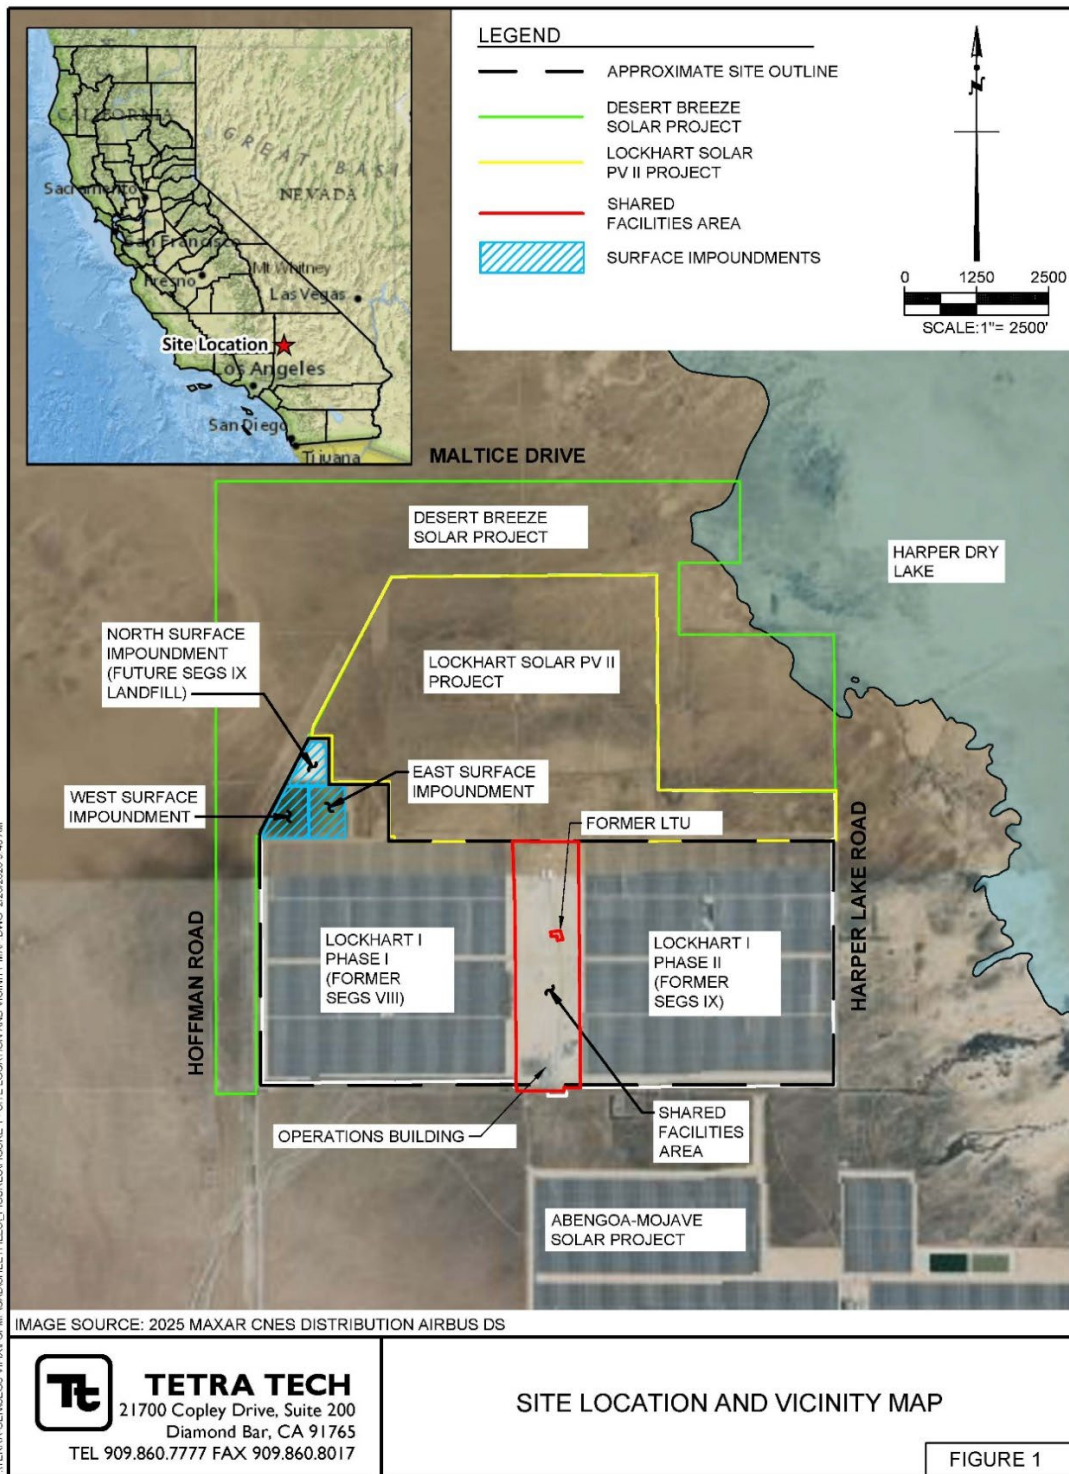 CALIFORNIA
GREAT BASI
NEVADA
Sacramento
San Francisco
Mt Whitney
Fresno
Las Vegas
Site Location
Los Angeles
San Diego
Tijuana
LEGEND
APPROXIMATE SITE OUTLINE
DESERT BREEZE
SOLAR PROJECT
LOCKHART SOLAR
PV II PROJECT
SHARED
FACILITIES AREA
SURFACE IMPOUNDMENTS
N
0 1250 2500
SCALE:1"= 2500'
MALTICE DRIVE
DESERT BREEZE
SOLAR PROJECT
HARPER DRY
LAKE
NORTH SURFACE
IMPOUNDMENT
(FUTURE SEGS IX
LANDFILL)
LOCKHART SOLAR PV II
PROJECT
WEST SURFACE
IMPOUNDMENT
EAST SURFACE
IMPOUNDMENT
FORMER LTU
HOFFMAN ROAD
LOCKHART I
PHASE I
(FORMER
SEGS VIII)
LOCKHART I
PHASE II
(FORMER
SEGS IX)
HARPER LAKE ROAD
OPERATIONS BUILDING
SHARED
FACILITIES
AREA
ABENGOA-MOJAVE
SOLAR PROJECT
IMAGE SOURCE: 2025 MAXAR CNES DISTRIBUTION AIRBUS DS
Tt
TETRA TECH
21700 Copley Drive, Suite 200
Diamond Bar, CA 91765
TEL 909.860.7777 FAX 909.860.8017
SITE LOCATION AND VICINITY MAP
FIGURE 1